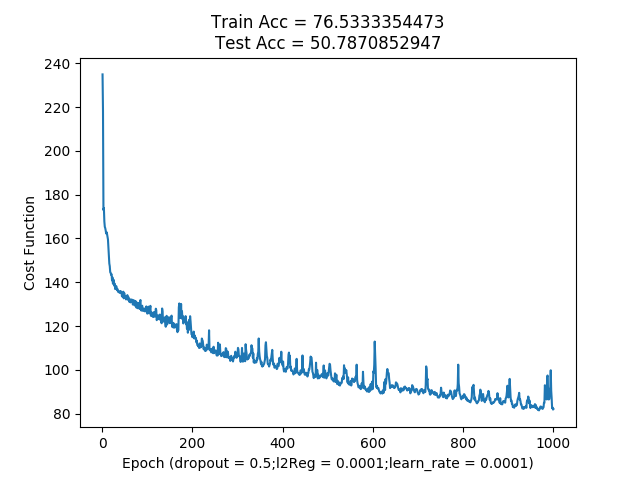 Train Acc = 76.5333354473
Test Acc = 50.7870852947
240
220
200
180
160
140
120
100
80
Cost Function
0 200 400 600 800 1000
Epoch (dropout = 0.5;l2Reg = 0.0001;learn_rate = 0.0001)